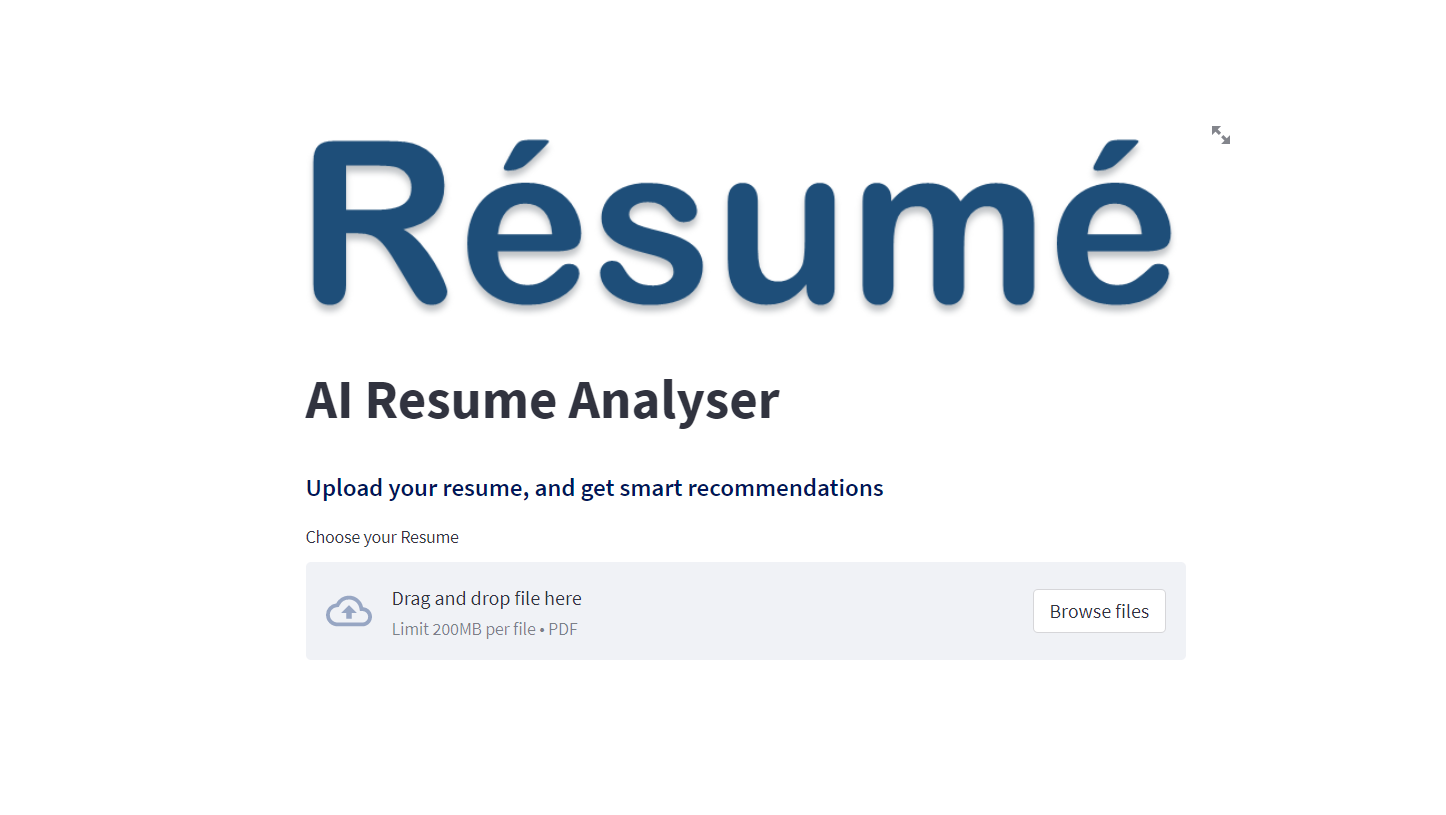 Résumé
AI Resume Analyser
Upload your resume, and get smart recommendations
Choose your Resume
Drag and drop file here
Limit 200MB per file • PDF
Browse files